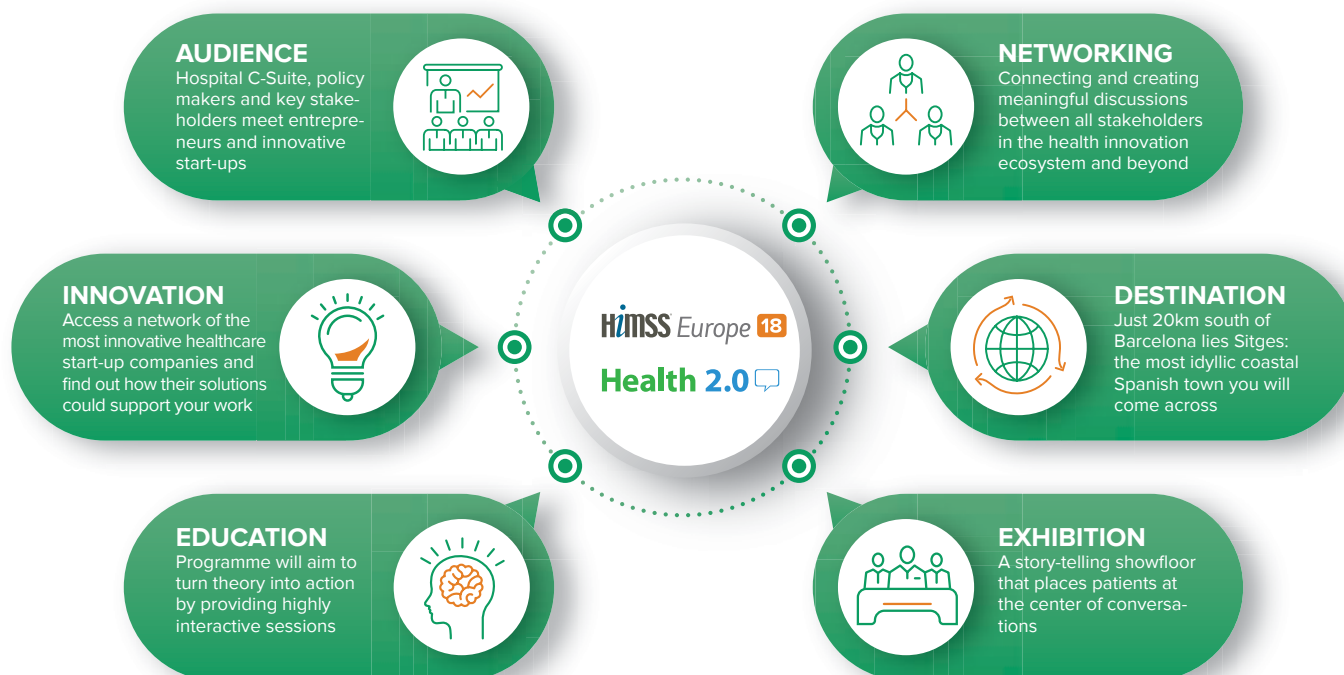 AUDIENCE
Hospital C-Suite, policy
makers and key stake-
holders meet entrepre-
neurs and innovative
start-ups
NETWORKING
Connecting and creating
meaningful discussions
between all stakeholders
in the health innovation
ecosystem and beyond
INNOVATION
Access a network of the
most innovative healthcare
start-up companies and
find out how their solutions
could support your work
HiMSS Europe 18
Health 2.0
DESTINATION
Just 20km south of
Barcelona lies Sitges:
the most idyllic coastal
Spanish town you will
come across
EDUCATION
Programme will aim to
turn theory into action
by providing highly
interactive sessions
EXHIBITION
A story-telling showfloor
that places patients at
the center of conversa-
tions